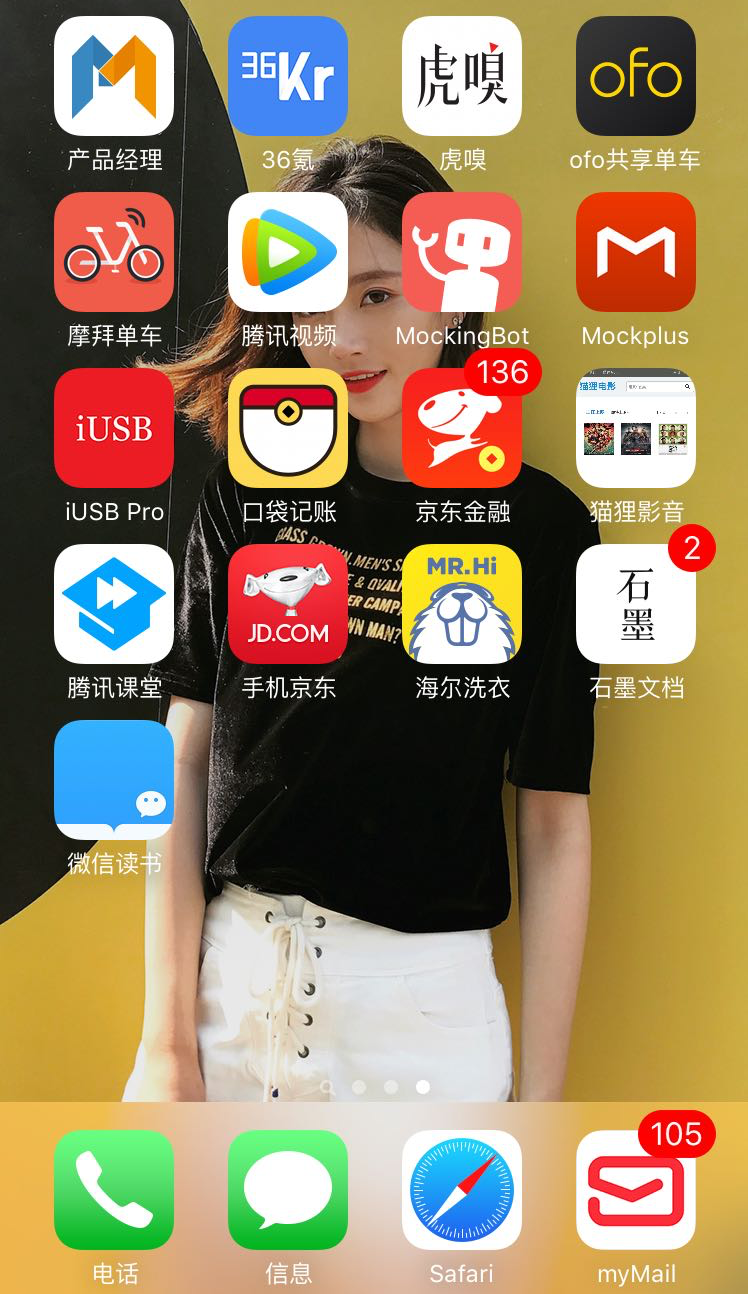 36Kr
虎嗅
ofo
产品经理
36氪
虎嗅
ofo共享单车
摩拜单车
腾讯视频
MockingBot
Mockplus
136
iUSB
猫狸电影
iUSB Pro
口袋记账
京东金融
猫狸影音
2
MR.Hi
石墨
JD.COM
腾讯课堂
手机京东
海尔洗衣
石墨文档
微信读书
105
电话
信息
Safari
myMail